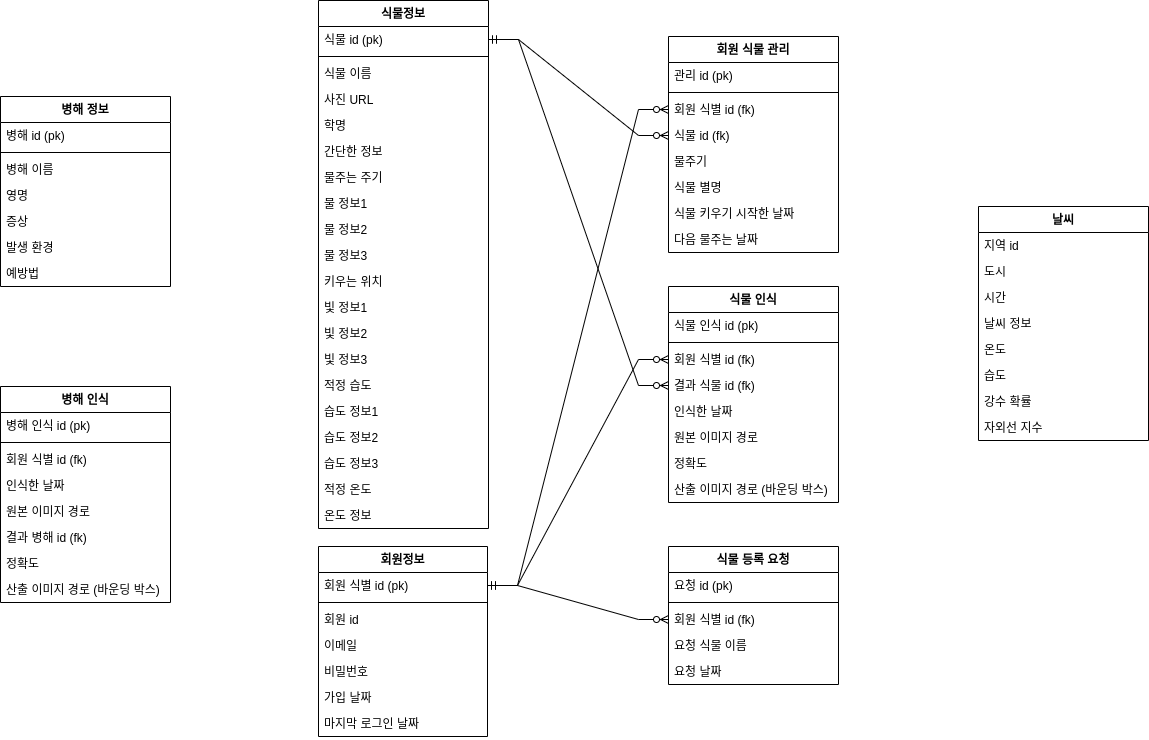 병해 정보
병해 id (pk)
병해 이름
영명
증상
발생 환경
예방법
병해 인식
병해 인식 id (pk)
회원 식별 id (fk)
인식한 날짜
원본 이미지 경로
결과 병해 id (fk)
정확도
산출 이미지 경로 (바운딩 박스)
식물정보
식물 id (pk)
식물 이름
사진 URL
학명
간단한 정보
물주는 주기
물 정보1
물 정보2
물 정보3
키우는 위치
빛 정보1
빛 정보2
빛 정보3
적정 습도
습도 정보1
습도 정보2
습도 정보3
적정 온도
온도 정보
회원정보
회원 식별 id (pk)
회원 id
이메일
비밀번호
가입 날짜
마지막 로그인 날짜
회원 식물 관리
관리 id (pk)
회원 식별 id (fk)
식물 id (fk)
물주기
식물 별명
식물 키우기 시작한 날짜
다음 물주는 날짜
식물 인식
식물 인식 id (pk)
회원 식별 id (fk)
결과 식물 id (fk)
인식한 날짜
원본 이미지 경로
정확도
산출 이미지 경로 (바운딩 박스)
식물 등록 요청
요청 id (pk)
회원 식별 id (fk)
요청 식물 이름
요청 날짜
날씨
지역 id
도시
시간
날씨 정보
온도
습도
강수 확률
자외선 지수